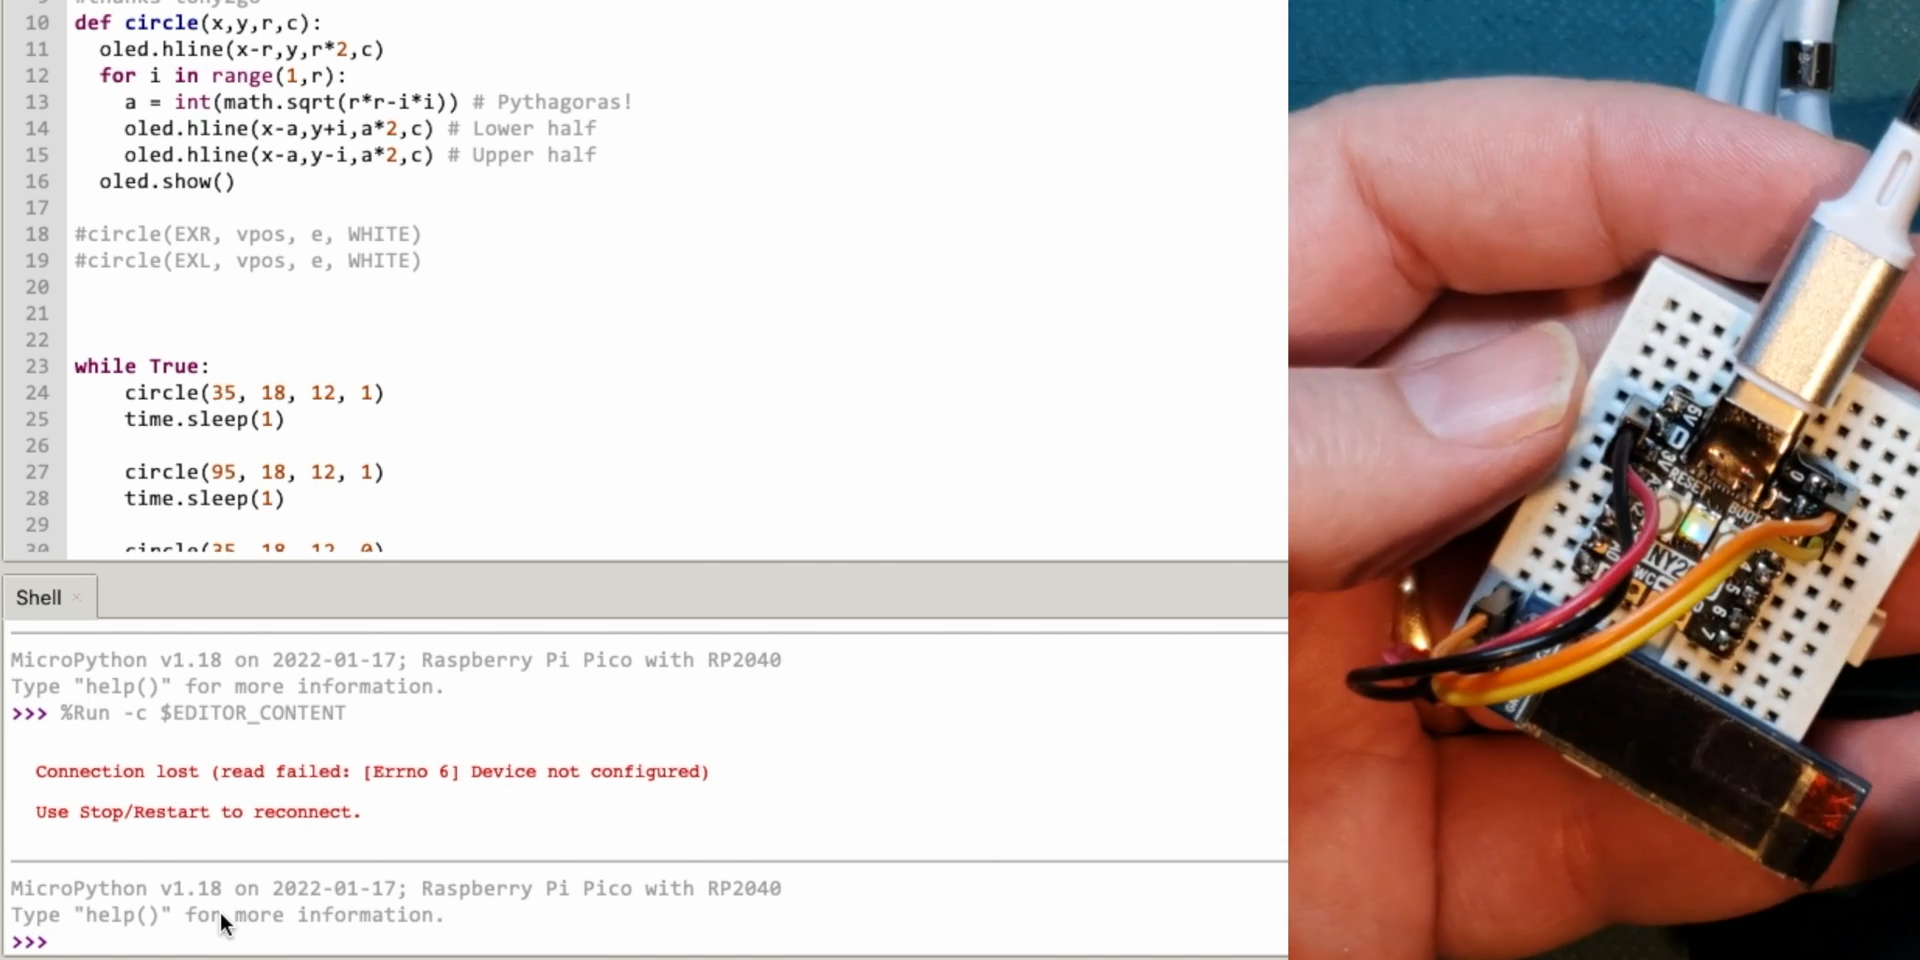 10 def circle(x,y,r,c):
11 oled.hline(x-r,y,r*2,c)
12 for i in range(1,r):
13 a = int(math.sqrt(r*r-i*i)) # Pythagoras!
14 oled.hline(x-a,y+i,a*2,c) # Lower half
15 oled.hline(x-a,y-i,a*2,c) # Upper half
16 oled.show()
17
18 #circle(EXR, vpos, e, WHITE)
19 #circle(EXL, vpos, e, WHITE)
20
21
22
23 while True:
24 circle(35, 18, 12, 1)
25 time.sleep(1)
26
27 circle(95, 18, 12, 1)
28 time.sleep(1)
29
30 circle(35, 18, 12, 0)
Shell
MicroPython v1.18 on 2022-01-17; Raspberry Pi Pico with RP2040
Type "help()" for more information.
>>> %Run -c $EDITOR_CONTENT
Connection lost (read failed: [Errno 6] Device not configured)
Use Stop/Restart to reconnect.
MicroPython v1.18 on 2022-01-17; Raspberry Pi Pico with RP2040
Type "help()" for more information.
>>>
RESET
BOOT